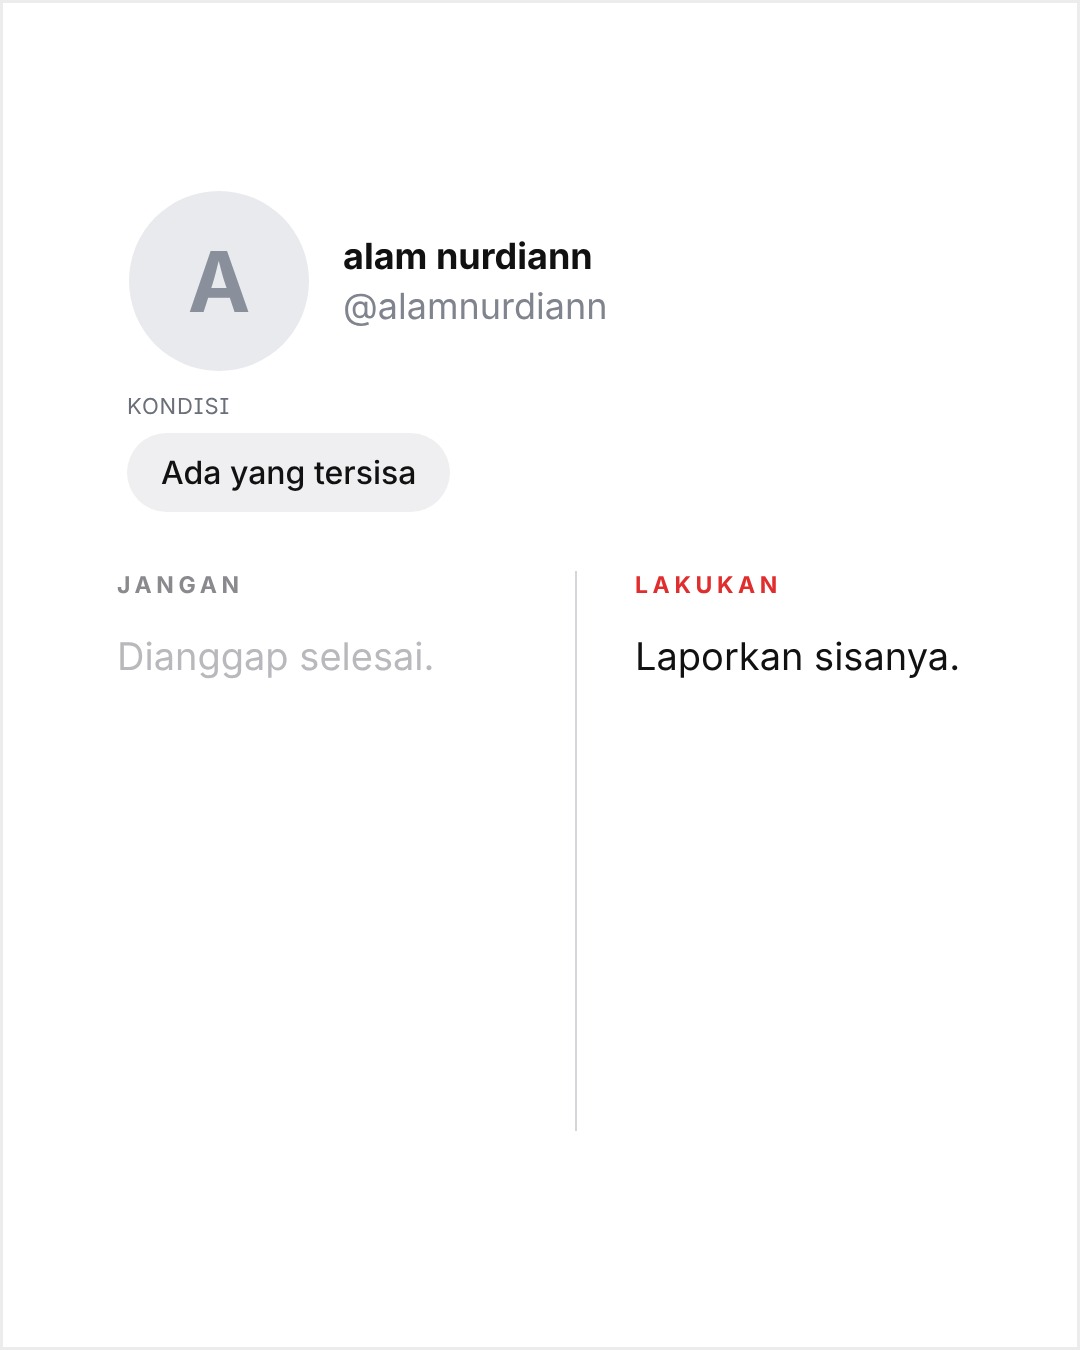 A
alam nurdiann
@alamnurdiann
KONDISI
Ada yang tersisa
JANGAN
Dianggap selesai.
LAKUKAN
Laporkan sisanya.